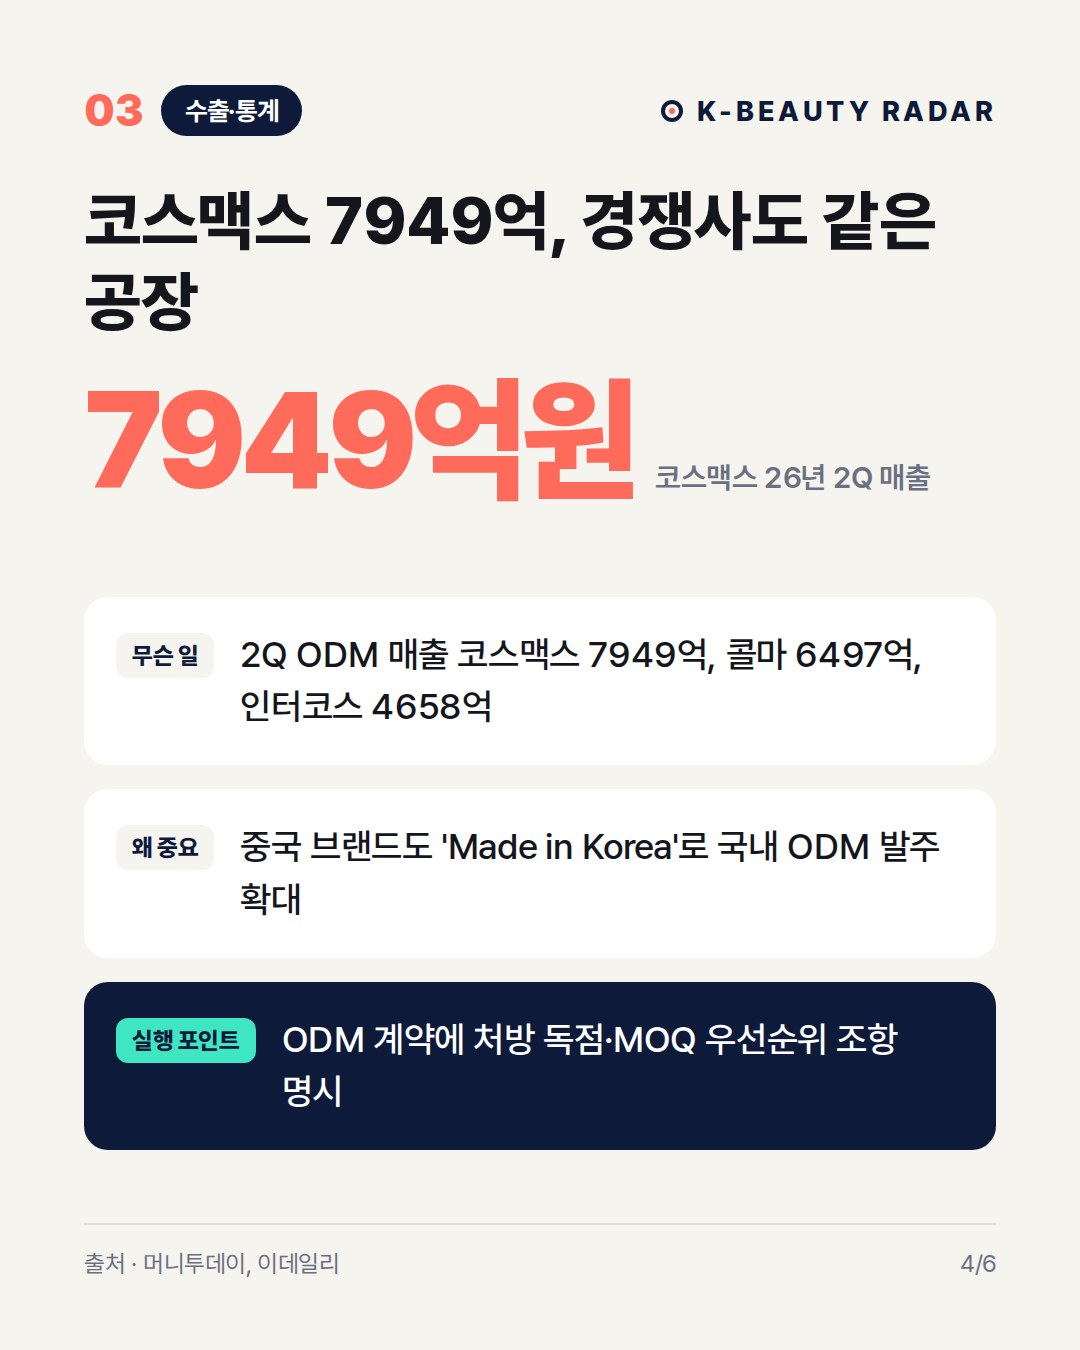 03 수출·통계 K-BEAUTY RADAR
코스맥스 7949억, 경쟁사도 같은
공장
7949억원 코스맥스 26년 2Q 매출
무슨 일 2Q ODM 매출 코스맥스 7949억, 콜마 6497억,
인터코스 4658억
왜 중요 중국 브랜드도 'Made in Korea'로 국내 ODM 발주
확대
실행 포인트 ODM 계약에 처방 독점·MOQ 우선순위 조항
명시
출처 · 머니투데이, 이데일리 4/6